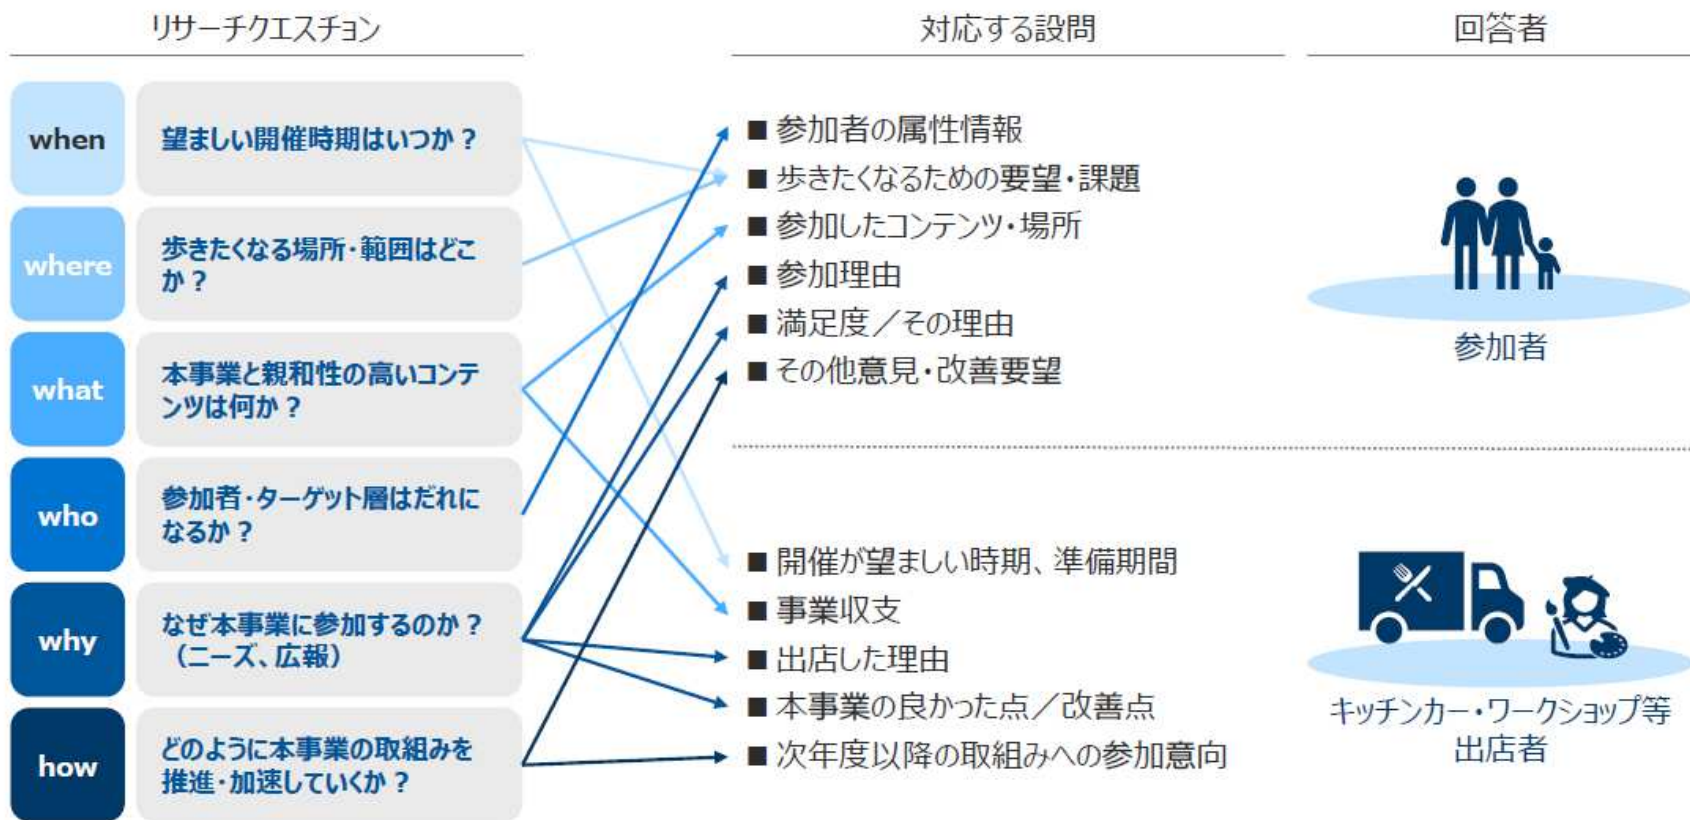 リサーチクエスチョン
対応する設問
回答者
when
望ましい開催時期はいつか？
where
歩きたくなる場所・範囲はどこ
か？
what
本事業と親和性の高いコンテ
ンツは何か？
who
参加者・ターゲット層はだれに
なるか？
why
なぜ本事業に参加するのか？
（ニーズ、広報）
how
どのように本事業の取組みを
推進・加速していくか？
■ 参加者の属性情報
■ 歩きたくなるための要望・課題
■ 参加したコンテンツ・場所
■ 参加理由
■ 満足度／その理由
■ その他意見・改善要望
参加者
■ 開催が望ましい時期、準備期間
■ 事業収支
■ 出店した理由
■ 本事業の良かった点／改善点
■ 次年度以降の取組みへの参加意向
キッチンカー・ワークショップ等
出店者